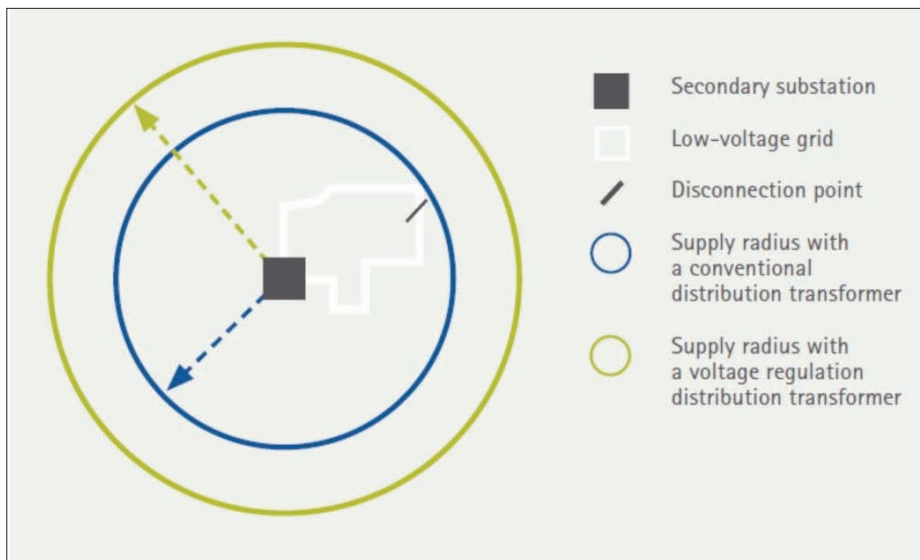 Secondary substation
Low-voltage grid
Disconnection point
Supply radius with
a conventional
distribution transformer
Supply radius with
a voltage regulation
distribution transformer